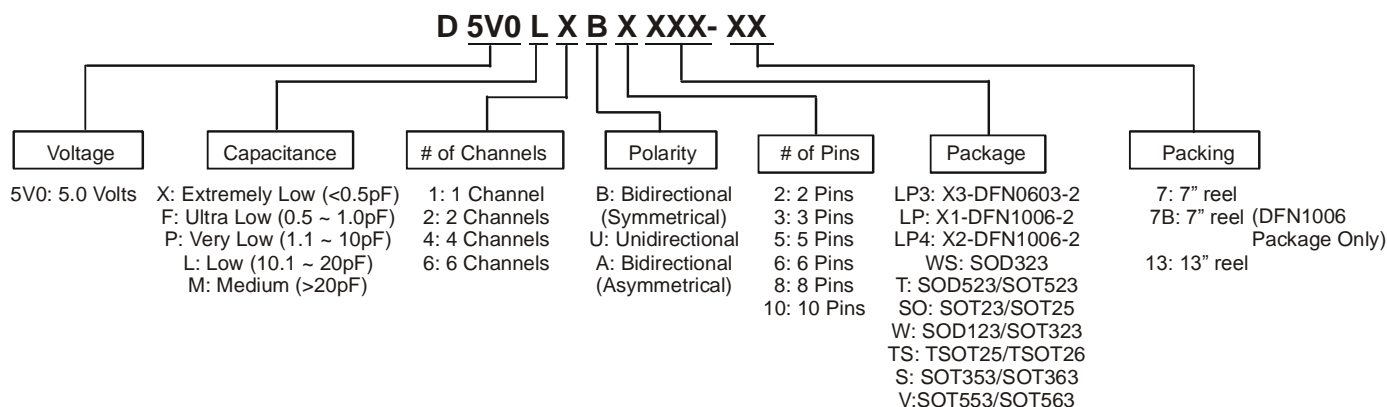 D 5V0 L X B X XXX- XX
Voltage
5V0: 5.0 Volts
Capacitance
X: Extremely Low (<0.5pF)
F: Ultra Low (0.5 ~ 1.0pF)
P: Very Low (1.1 ~ 10pF)
L: Low (10.1 ~ 20pF)
M: Medium (>20pF)
# of Channels
1: 1 Channel
2: 2 Channels
4: 4 Channels
6: 6 Channels
Polarity
B: Bidirectional
(Symmetrical)
U: Unidirectional
A: Bidirectional
(Asymmetrical)
# of Pins
2: 2 Pins
3: 3 Pins
5: 5 Pins
6: 6 Pins
8: 8 Pins
10: 10 Pins
Package
LP3: X3-DFN0603-2
LP: X1-DFN1006-2
LP4: X2-DFN1006-2
WS: SOD323
T: SOD523/SOT523
SO: SOT23/SOT25
W: SOD123/SOT323
TS: TSOT25/TSOT26
S: SOT353/SOT363
V:SOT553/SOT563
Packing
7: 7” reel
7B: 7” reel (DFN1006
Package Only)
13: 13” reel